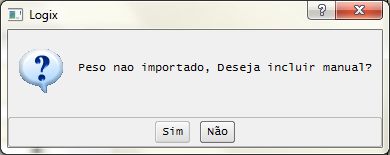 Logix
Peso nao importado, Deseja incluir manual?
Sim
Não